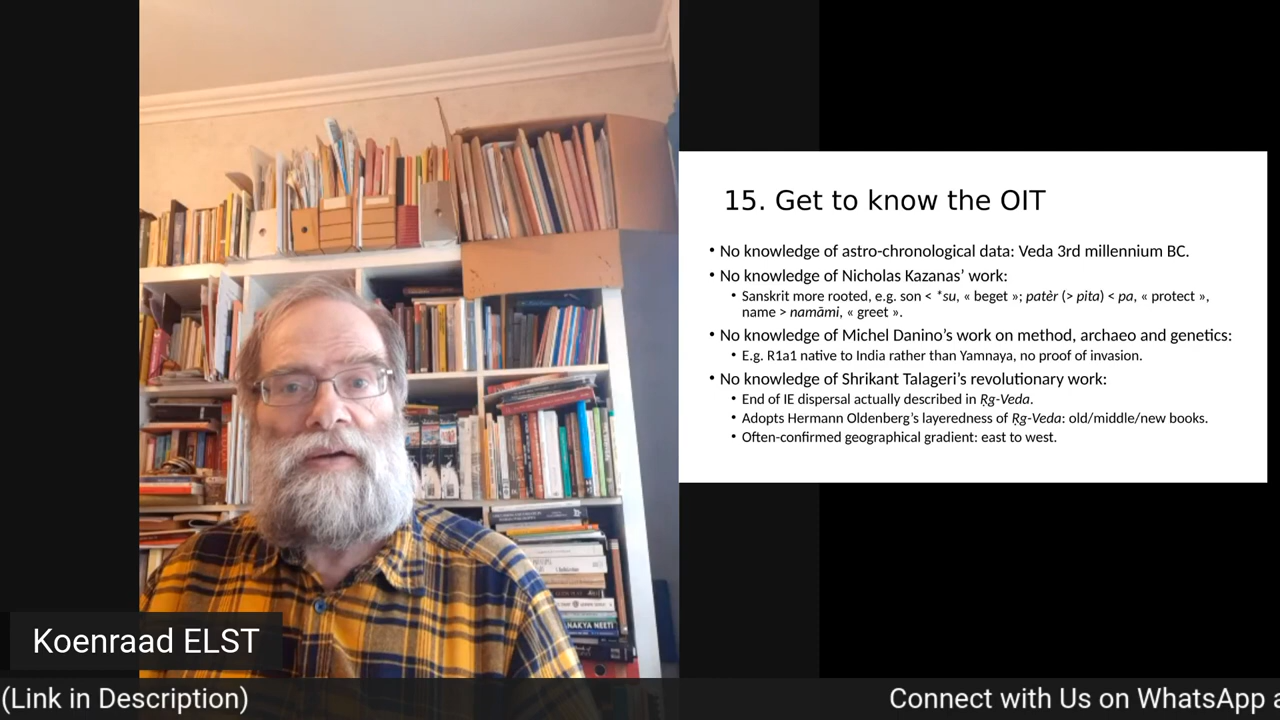 15. Get to know the OIT
• No knowledge of astro-chronological data: Veda 3rd millennium BC.
• No knowledge of Nicholas Kazanas’ work:
• Sanskrit more rooted, e.g. son < *su, « beget »; patèr (> pita) < pa, « protect »,
name > namāmi, « greet ».
• No knowledge of Michel Danino’s work on method, archaeo and genetics:
• E.g. R1a1 native to India rather than Yamnaya, no proof of invasion.
• No knowledge of Shrikant Talageri’s revolutionary work:
• End of IE dispersal actually described in Ṛg-Veda.
• Adopts Hermann Oldenberg’s layeredness of Ṛg-Veda: old/middle/new books.
• Often-confirmed geographical gradient: east to west.
NAKYA NEETI
Koenraad ELST
(Link in Description)
Connect with Us on WhatsApp a